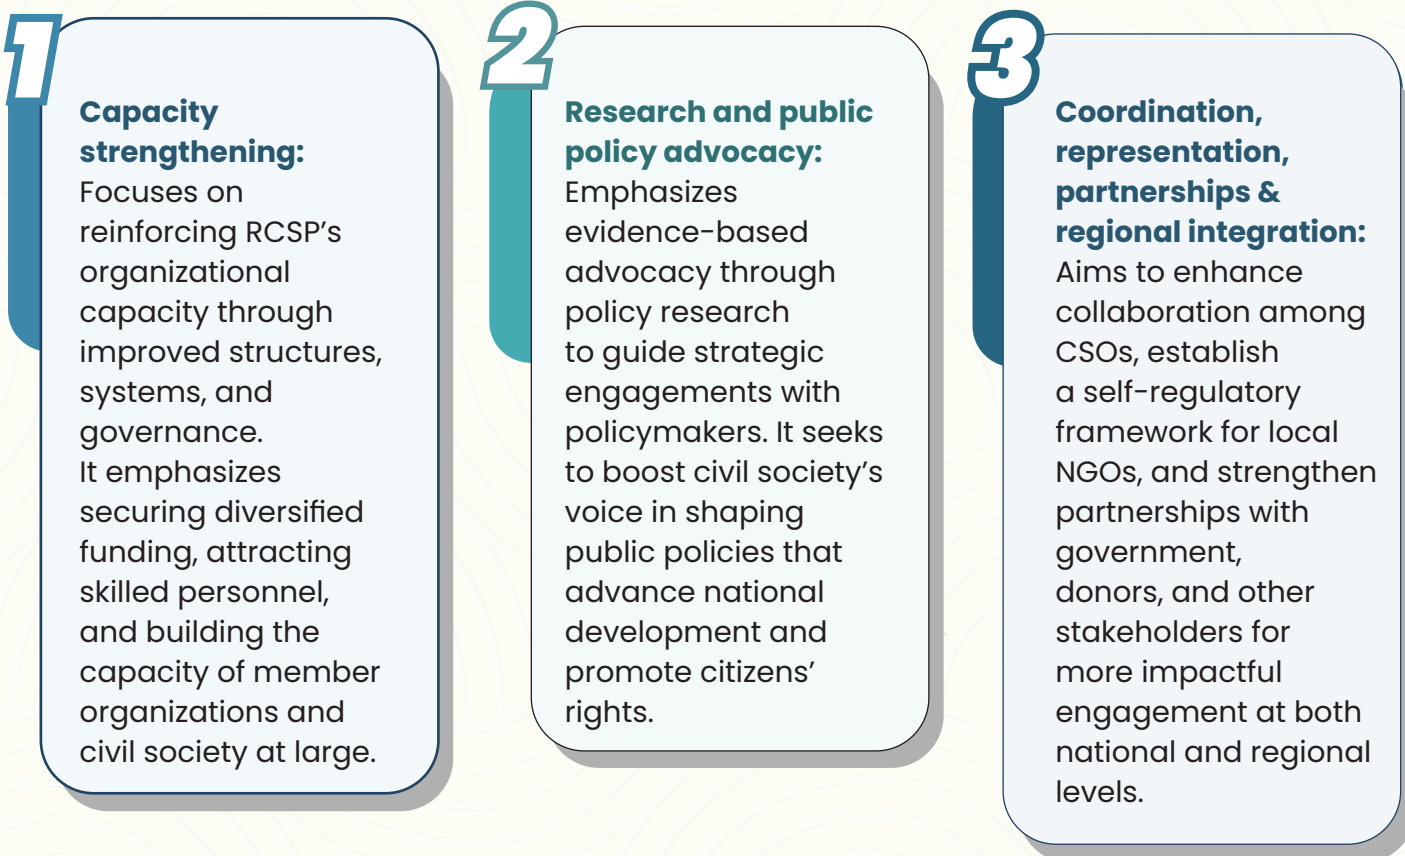 1
Capacity
strengthening:
Focuses on
reinforcing RCSP’s
organizational
capacity through
improved structures,
systems, and
governance.
It emphasizes
securing diversified
funding, attracting
skilled personnel,
and building the
capacity of member
organizations and
civil society at large.
2
Research and public
policy advocacy:
Emphasizes
evidence-based
advocacy through
policy research
to guide strategic
engagements with
policymakers. It seeks
to boost civil society’s
voice in shaping
public policies that
advance national
development and
promote citizens’
rights.
3
Coordination,
representation,
partnerships &
regional integration:
Aims to enhance
collaboration among
CSOs, establish
a self-regulatory
framework for local
NGOs, and strengthen
partnerships with
government,
donors, and other
stakeholders for
more impactful
engagement at both
national and regional
levels.